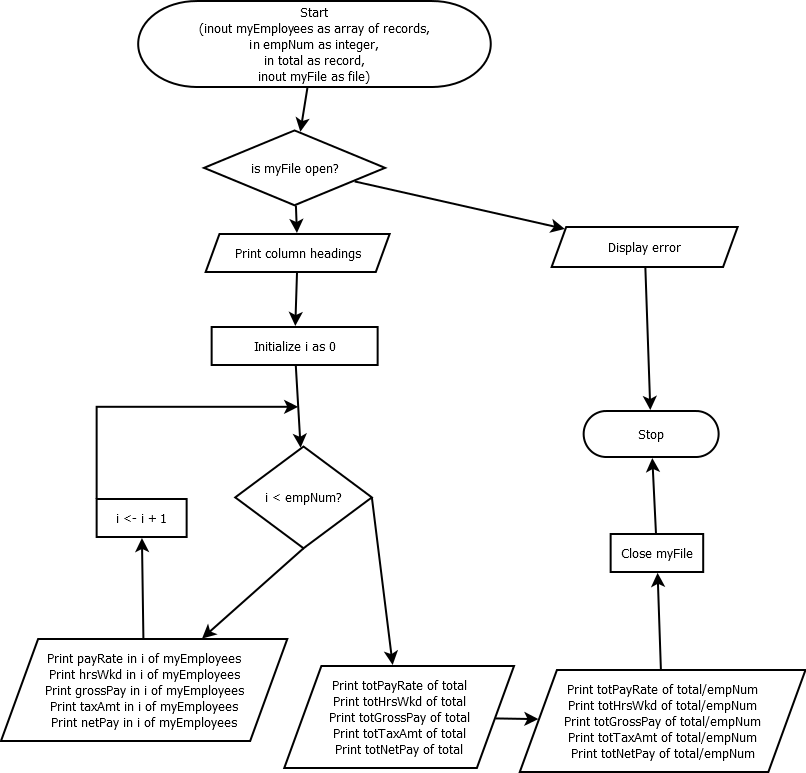 Start
(inout myEmployees as array of records,
in empNum as integer,
in total as record,
inout myFile as file)
is myFile open?
Print column headings
Display error
Initialize i as 0
Stop
i < empNum?
i <- i + 1
Close myFile
Print payRate in i of myEmployees
Print hrsWkd in i of myEmployees
Print grossPay in i of myEmployees
Print taxAmt in i of myEmployees
Print netPay in i of myEmployees
Print totPayRate of total
Print totHrsWkd of total
Print totGrossPay of total
Print totTaxAmt of total
Print totNetPay of total
Print totPayRate of total/empNum
Print totHrsWkd of total/empNum
Print totGrossPay of total/empNum
Print totTaxAmt of total/empNum
Print totNetPay of total/empNum